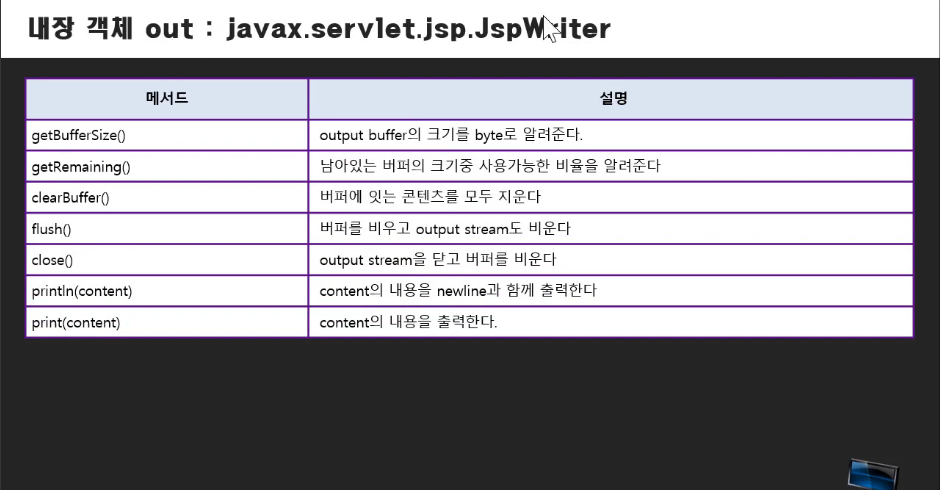 내장 객체 out : javax.servlet.jsp.JspWriter
메서드 설명
getBufferSize() output buffer의 크기를 byte로 알려준다.
getRemaining() 남아있는 버퍼의 크기중 사용가능한 비율을 알려준다
clearBuffer() 버퍼에 잇는 콘텐츠를 모두 지운다
flush() 버퍼를 비우고 output stream도 비운다
close() output stream을 닫고 버퍼를 비운다
println(content) content의 내용을 newline과 함께 출력한다
print(content) content의 내용을 출력한다.